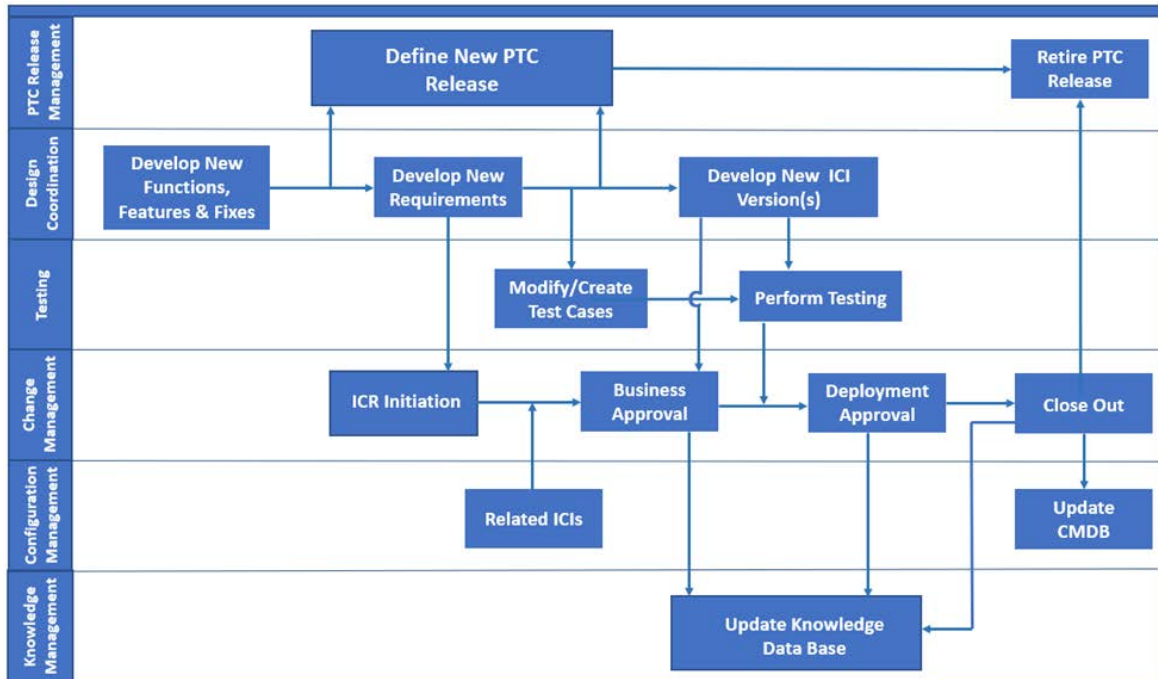 PTC Release
Management
Define New PTC
Release
Retire PTC
Release
Design
Coordination
Develop New
Functions,
Features & Fixes
Develop New
Requirements
Develop New ICI
Version(s)
Testing
Modify/Create
Test Cases
Perform Testing
Change
Management
ICR Initiation
Business
Approval
Deployment
Approval
Close Out
Configuration
Management
Related ICIs
Update
CMDB
Knowledge
Management
Update Knowledge
Data Base